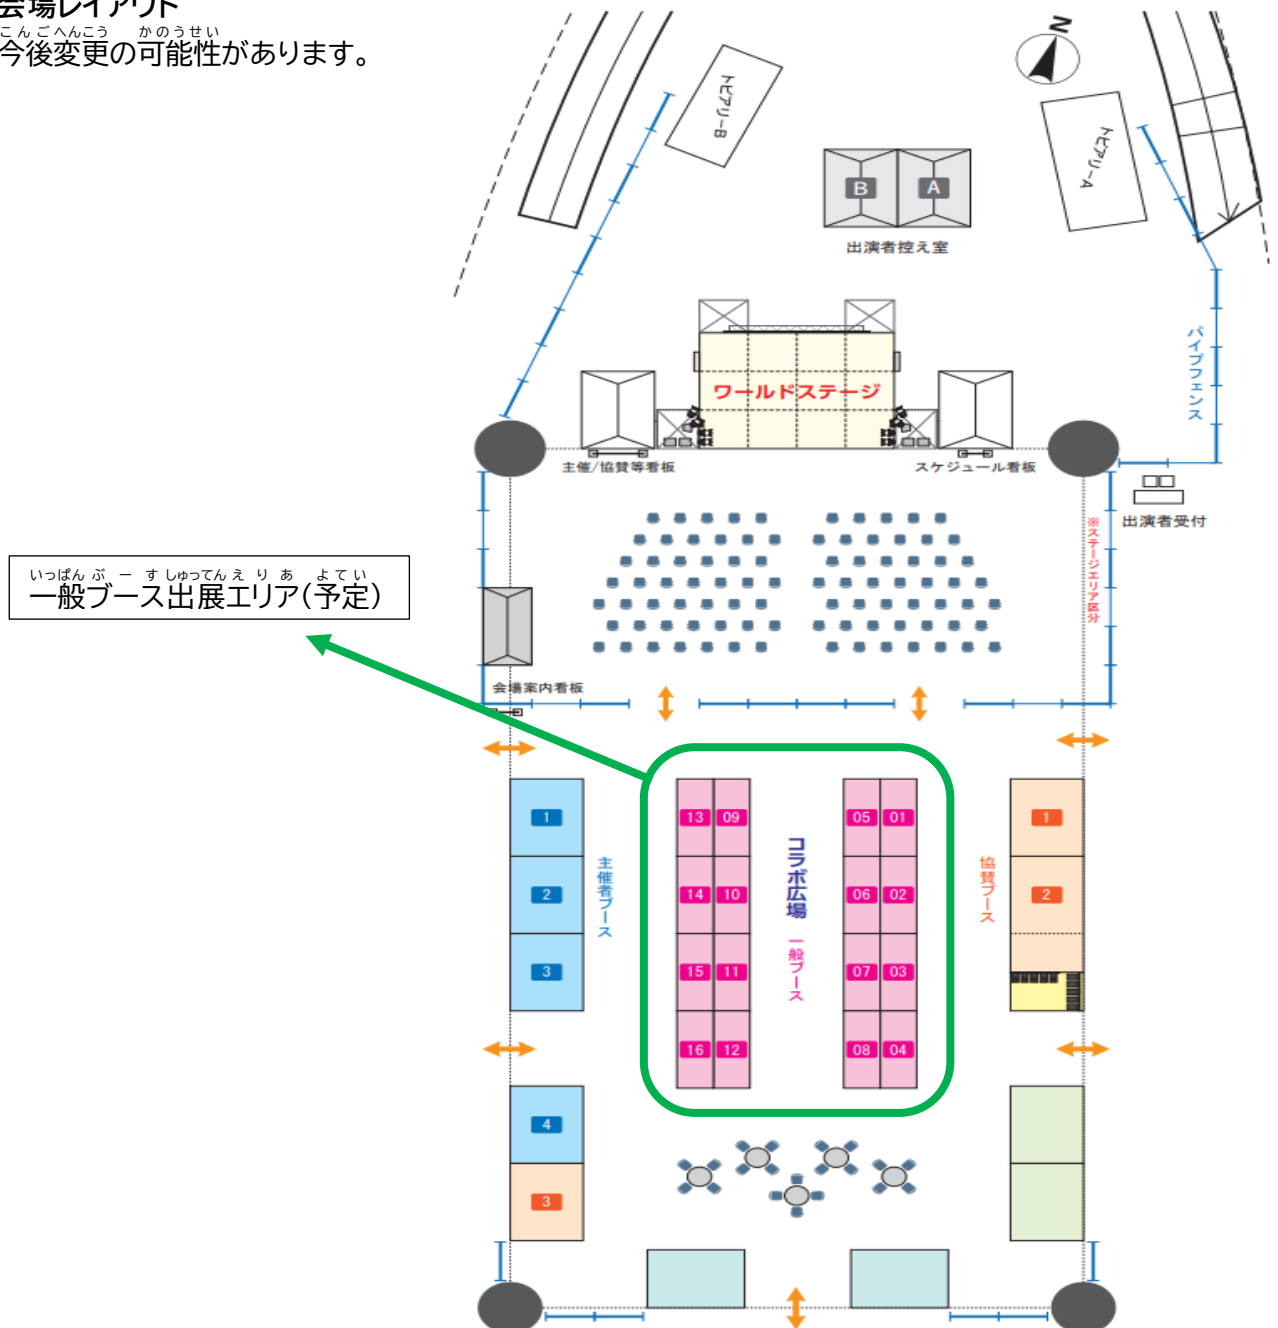 会場レイアウト
こんごへんこう かのうせい
今後変更の可能性があります。
N
トピアリーB
トピアリーA
B
A
出演者控え室
パイプフェンス
ワールドステージ
主催/協賛等看板
スケジュール看板
出演者受付
※ステージエリア区分
いっぱんぶーすしゅってんえりあ よてい
一般ブース出展エリア(予定)
会場案内看板
1
13 09
05 01
1
主催者ブース
コラボ広場
一般ブース
協賛ブース
2
14 10
06 02
2
3
15 11
07 03
16 12
08 04
4
3